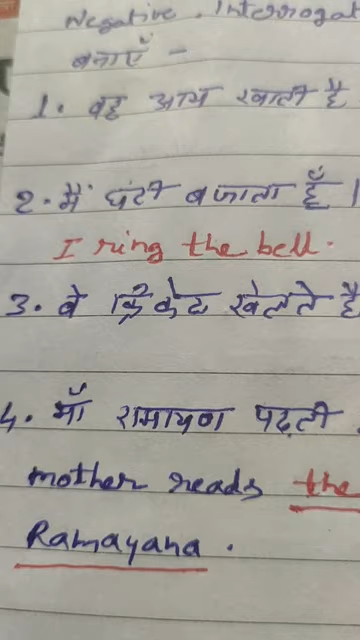 Negative, Interrogat
बनाएँ -
1. वह आम खाती है
2. मैं घंटी बजाता हूँ।
I ring the bell.
3. वे क्रिकेट खेलते है
4. माँ रामायण पढ़ती
mother reads the
Ramayana.